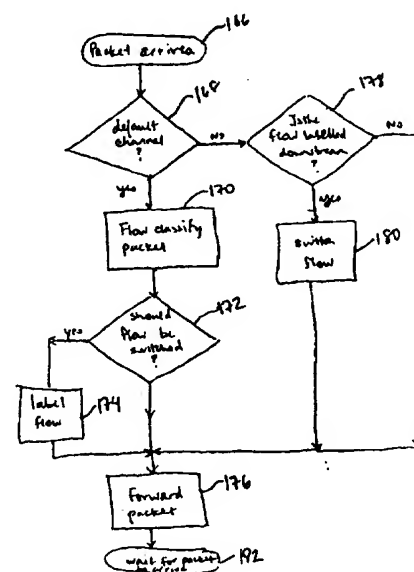 Packet arrives
166
default
channel
?
168
NO
yes
Is the
flow labelled
downstream
?
178
NO
yes
Flow classify
packet
170
switch
flow
180
should
flow be
switched
?
172
yes
label
flow
174
Forward
packet
176
wait for packet
to arrive
182